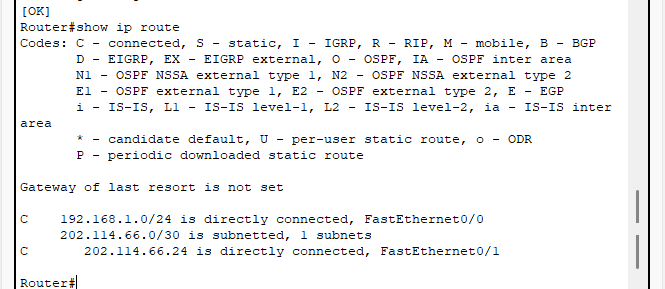 [OK]
Router#show ip route
Codes: C - connected, S - static, I - IGRP, R - RIP, M - mobile, B - BGP
       D - EIGRP, EX - EIGRP external, O - OSPF, IA - OSPF inter area
       N1 - OSPF NSSA external type 1, N2 - OSPF NSSA external type 2
       E1 - OSPF external type 1, E2 - OSPF external type 2, E - EGP
       i - IS-IS, L1 - IS-IS level-1, L2 - IS-IS level-2, ia - IS-IS inter
area
       * - candidate default, U - per-user static route, o - ODR
       P - periodic downloaded static route

Gateway of last resort is not set

C    192.168.1.0/24 is directly connected, FastEthernet0/0
     202.114.66.0/30 is subnetted, 1 subnets
C       202.114.66.24 is directly connected, FastEthernet0/1

Router#